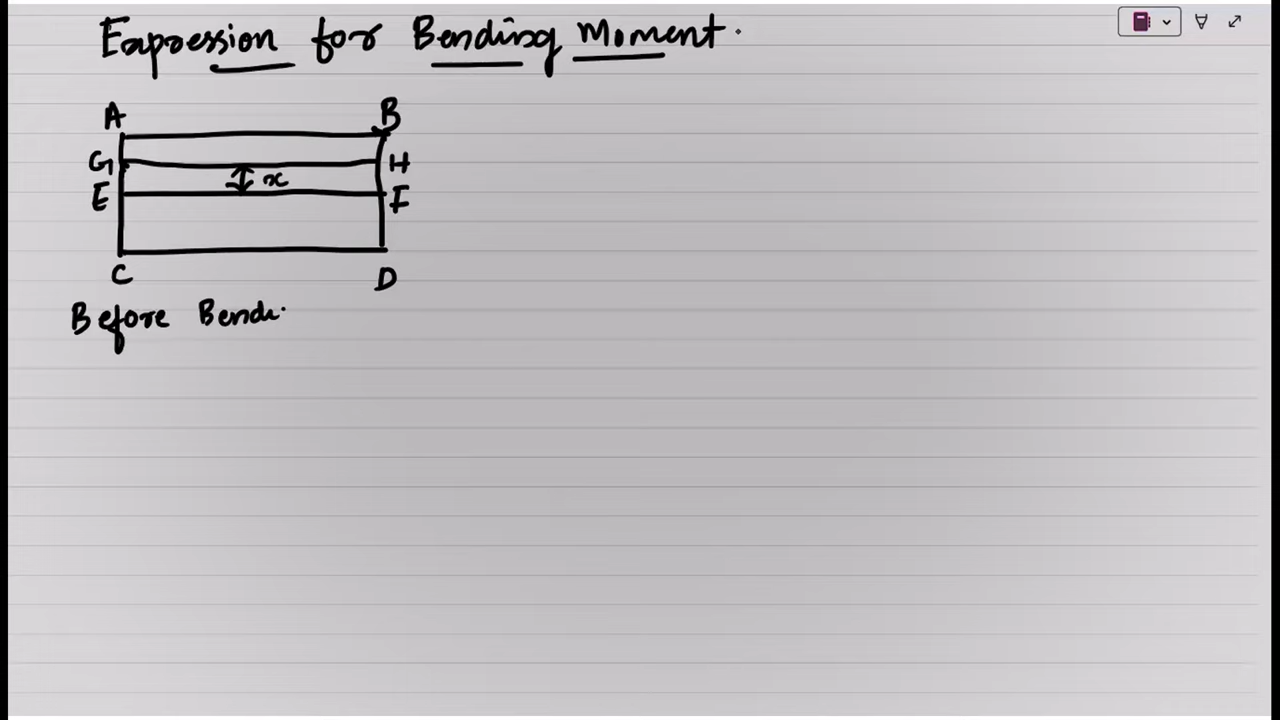 Expression for Bending Moment.
A B
G H
x
E F
C D
Before Bendi